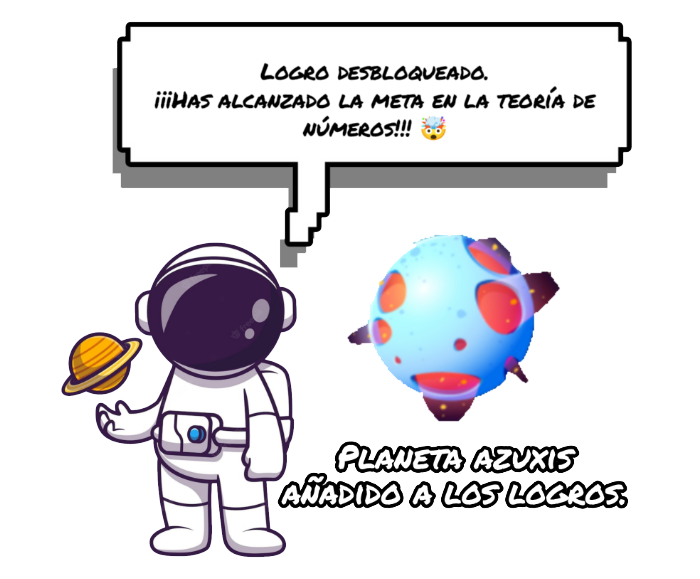 Logro desbloqueado.
¡¡¡Has alcanzado la meta en la teoría de
números!!! 🤯
Planeta azuxis
añadido a los logros.